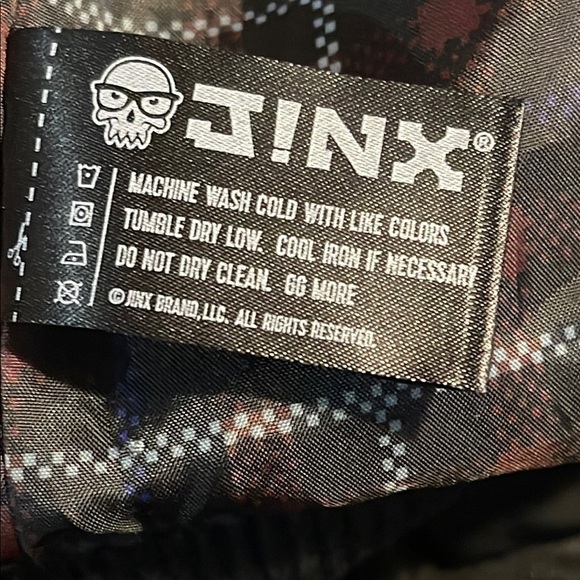 J!NX®
MACHINE WASH COLD WITH LIKE COLORS
TUMBLE DRY LOW. COOL IRON IF NECESSARY
DO NOT DRY CLEAN. GG MORE
© JINX BRAND, LLC. ALL RIGHTS RESERVED.